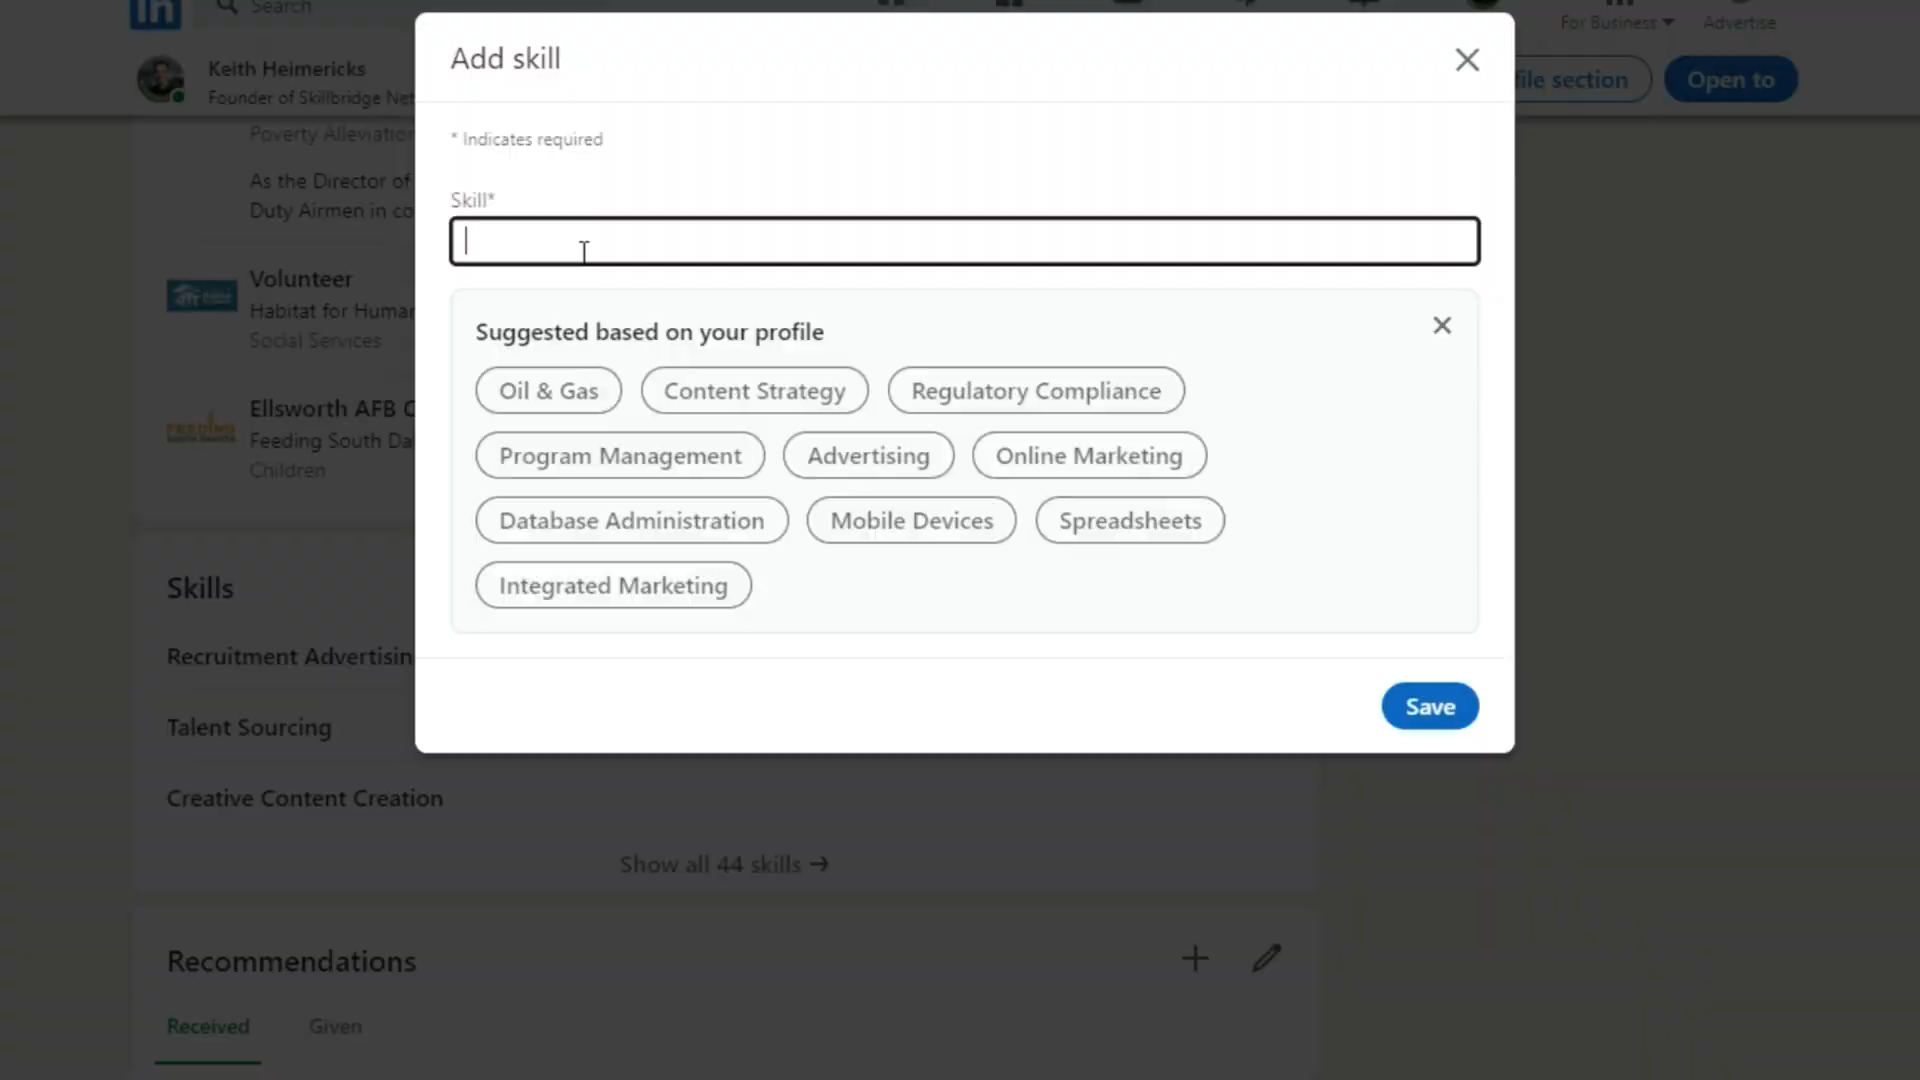 in Search
For Business Advertise
Keith Heimericks
Founder of Skillbridge Net
file section
Open to
Poverty Alleviation
As the Director of
Duty Airmen in co
Volunteer
Habitat for Human
Social Services
Ellsworth AFB C
Feeding South Da
Children
Skills
Recruitment Advertisin
Talent Sourcing
Creative Content Creation
Show all 44 skills →
Recommendations
Received Given
Add skill
* Indicates required
Skill*
Suggested based on your profile
Oil & Gas Content Strategy Regulatory Compliance
Program Management Advertising Online Marketing
Database Administration Mobile Devices Spreadsheets
Integrated Marketing
Save